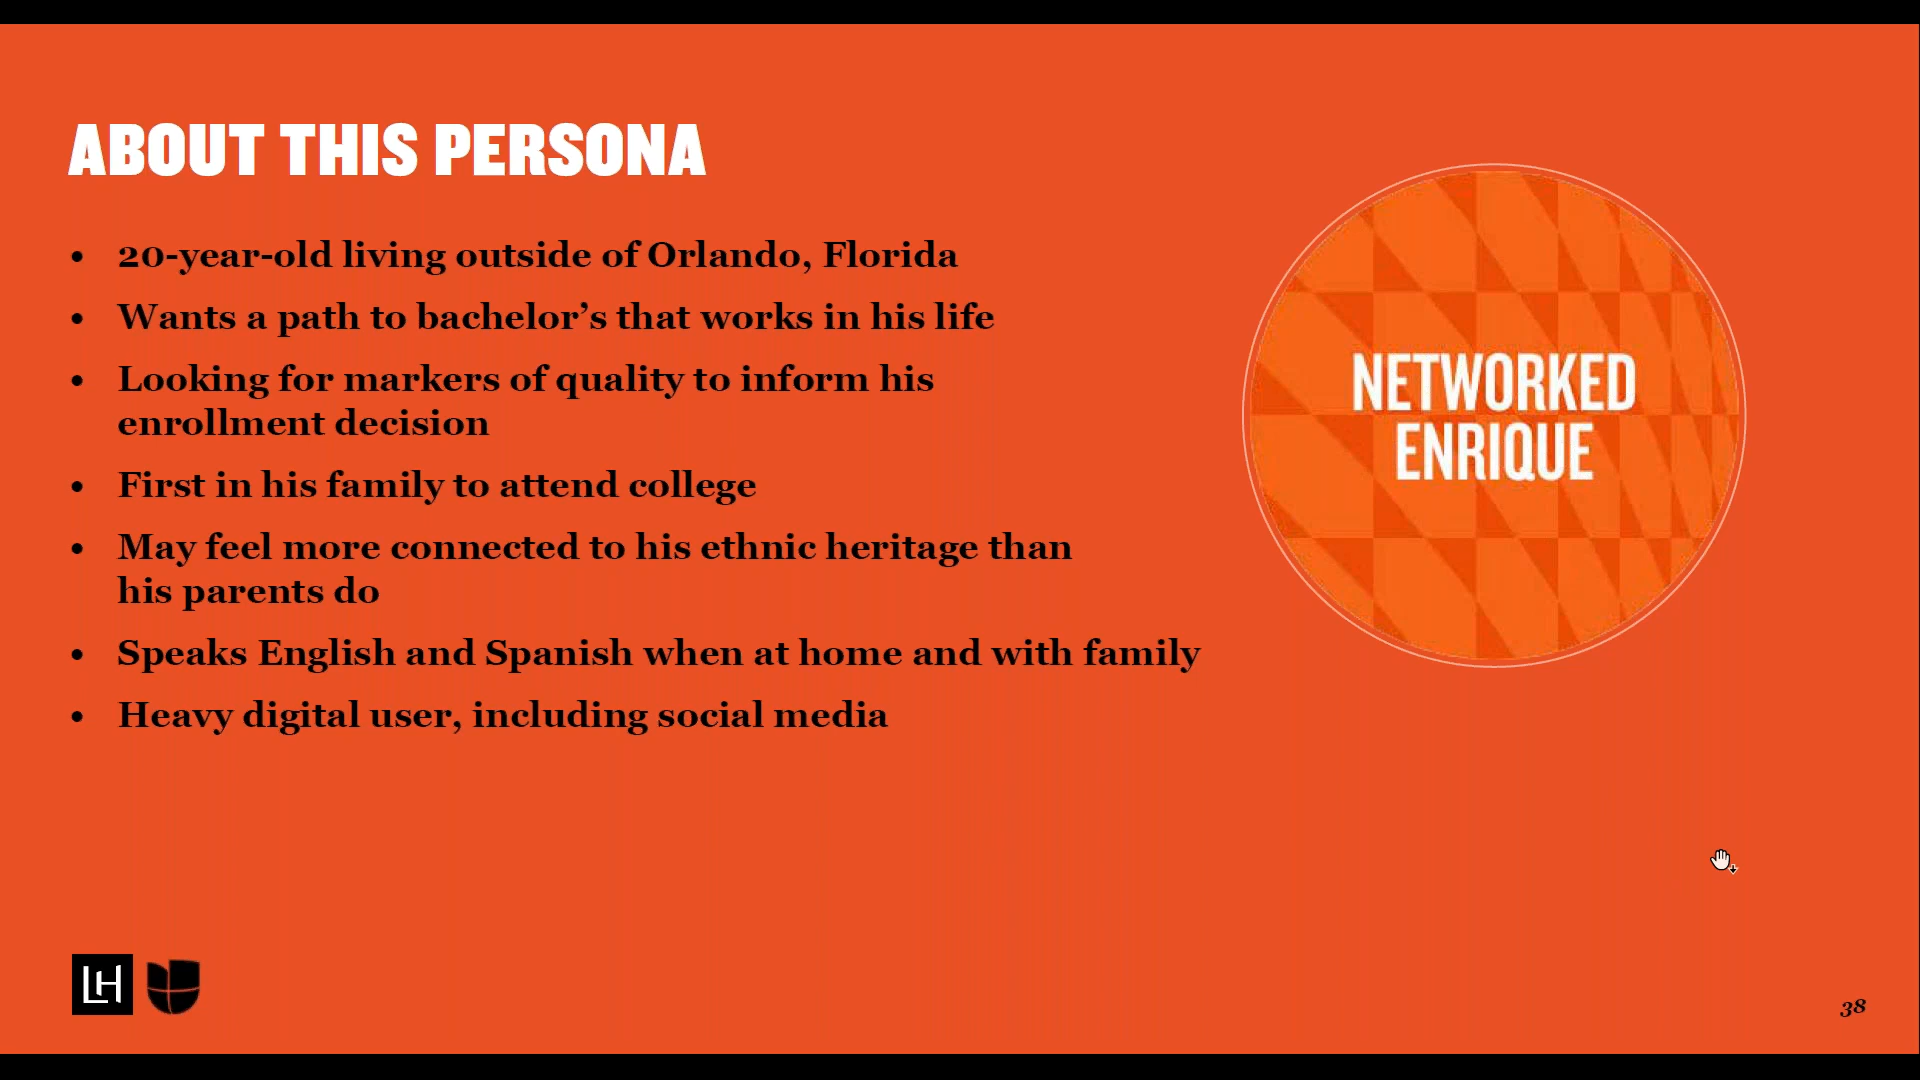 ABOUT THIS PERSONA
• 20-year-old living outside of Orlando, Florida
• Wants a path to bachelor’s that works in his life
• Looking for markers of quality to inform his
enrollment decision
• First in his family to attend college
• May feel more connected to his ethnic heritage than
his parents do
• Speaks English and Spanish when at home and with family
• Heavy digital user, including social media
NETWORKED
ENRIQUE
LH
38